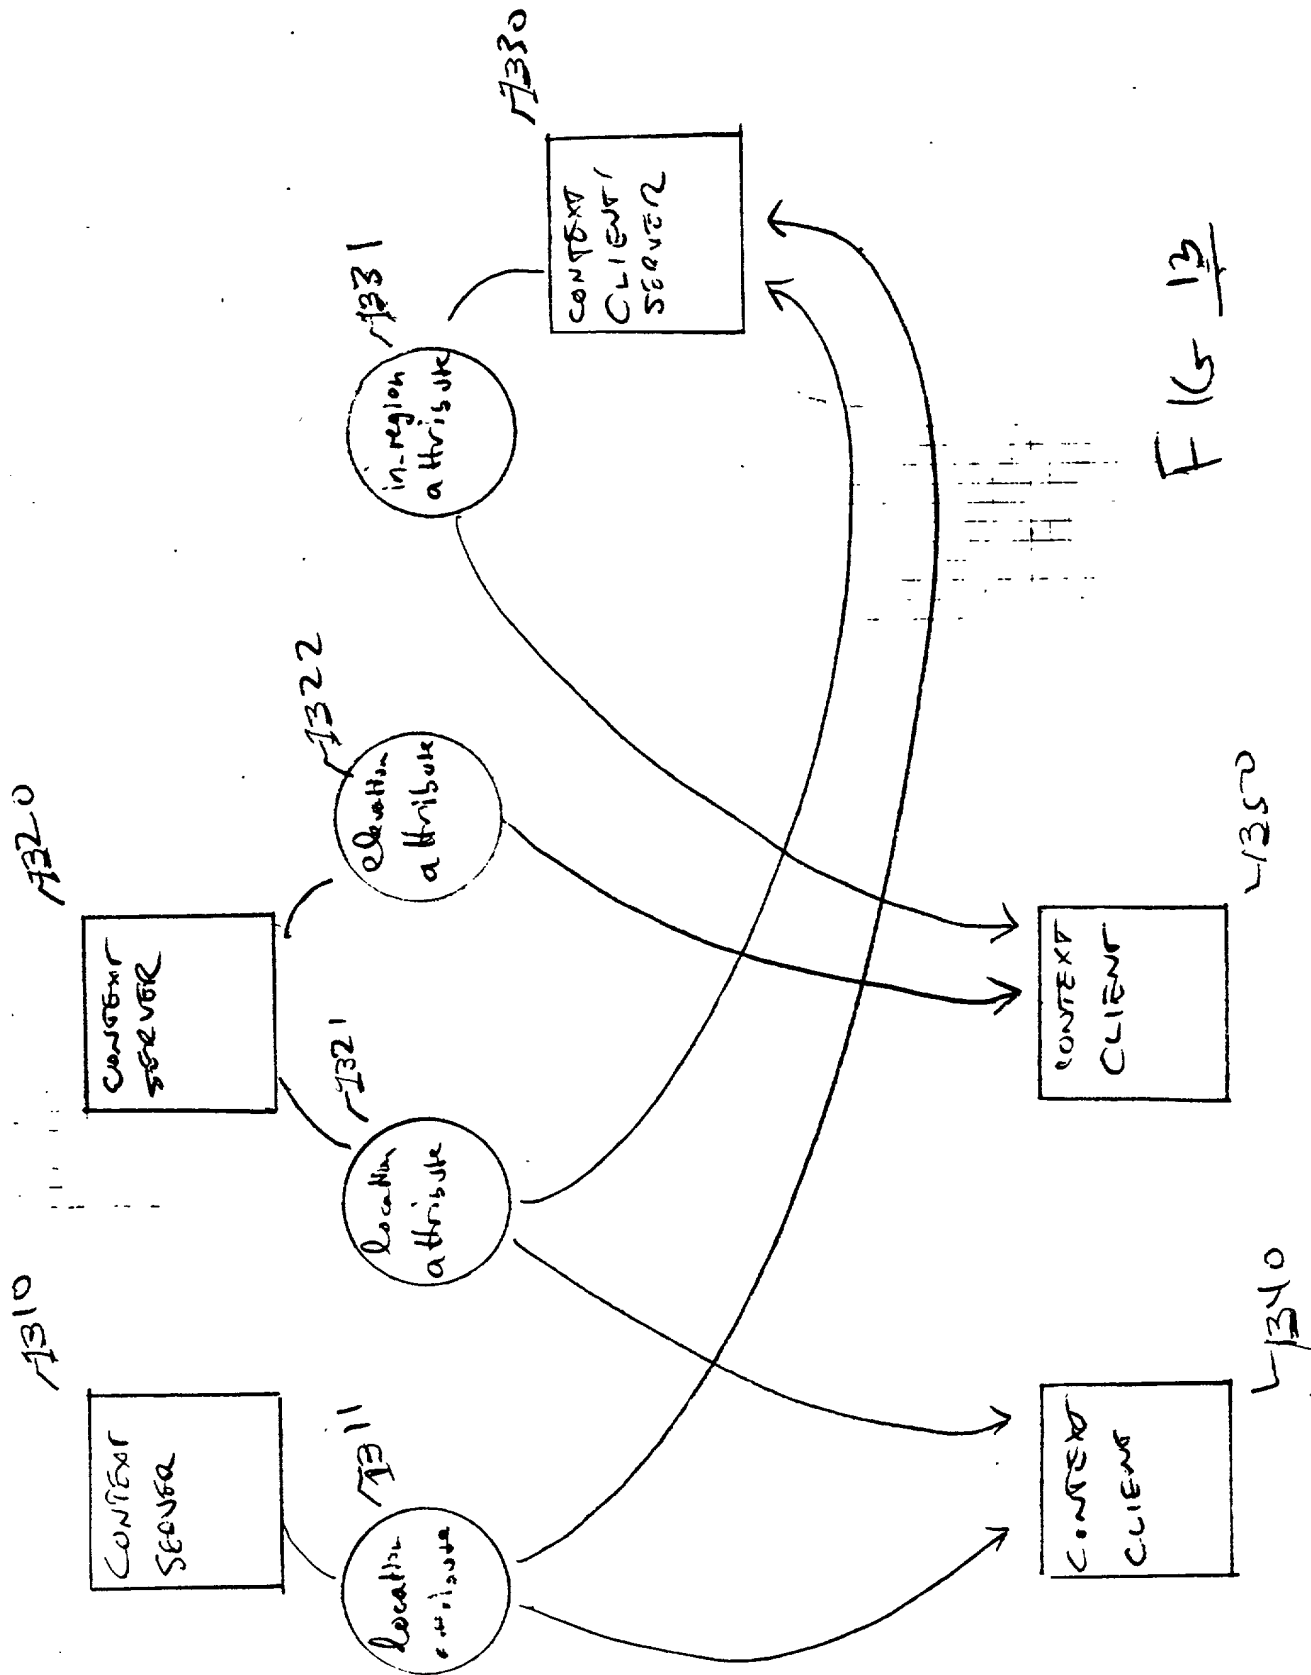 1310
CONTEXT
SERVER
1311
location
attribute
1320
CONTEXT
SERVER
1321
location
attribute
1322
elevation
attribute
1331
in-region
attribute
1330
CONTEXT
CLIENT/
SERVER
1340
CONTEXT
CLIENT
1350
CONTEXT
CLIENT
FIG 13